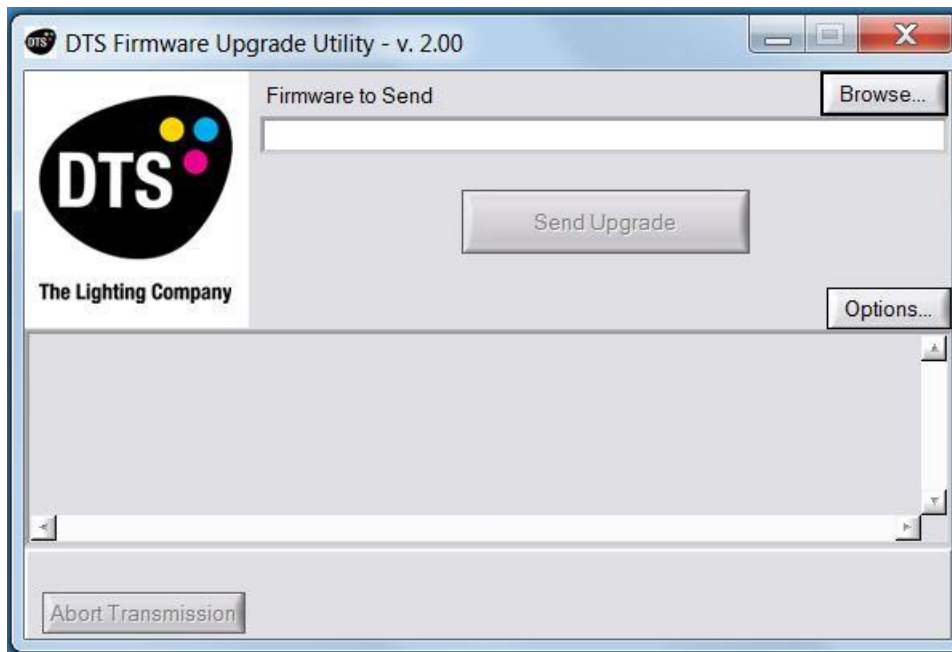 DTS DTS Firmware Upgrade Utility - v. 2.00
Firmware to Send
Browse...
DTS
The Lighting Company
Send Upgrade
Options...
Abort Transmission